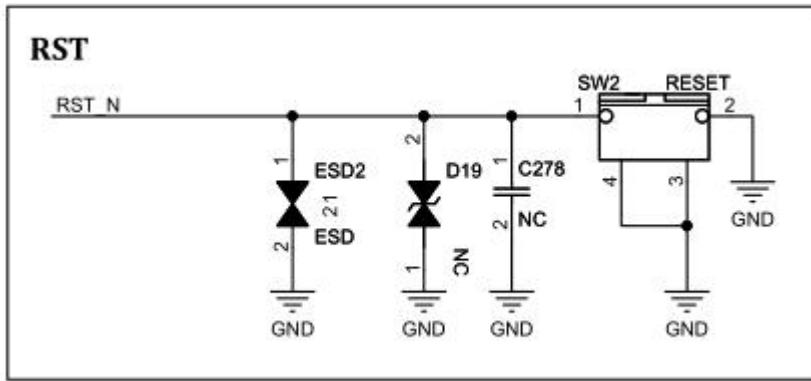 RST
SW2 RESET
RST_N
1 2
1 ESD2
21
2 ESD
2 D19
1 NC
1 C278
2 NC
4 3
GND
GND GND GND GND